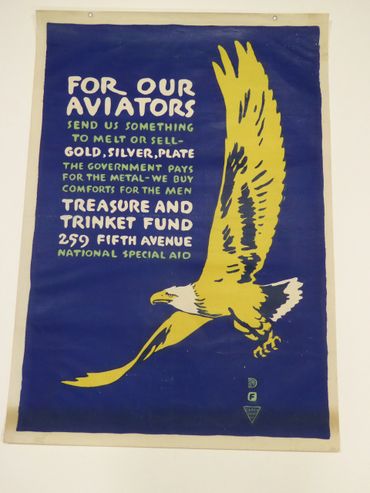 FOR OUR
AVIATORS
SEND US SOMETHING
TO MELT OR SELL-
GOLD, SILVER, PLATE
THE GOVERNMENT PAYS
FOR THE METAL-WE BUY
COMFORTS FOR THE MEN
TREASURE AND
TRINKET FUND
259 FIFTH AVENUE
NATIONAL SPECIAL AID
F